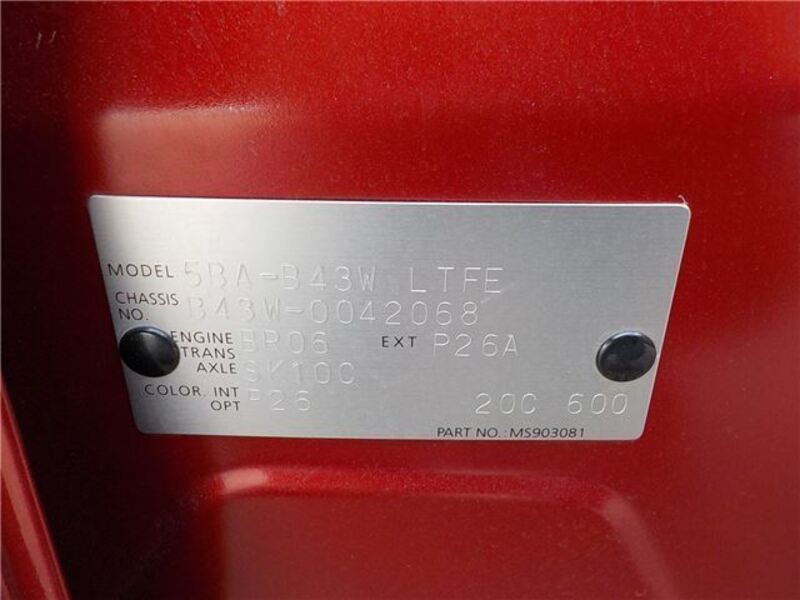 MODEL 5BA-B43W LTFE
CHASSIS NO. B43W-0042068
ENGINE BR06 EXT P26A
TRANS AXLE SK10C
COLOR. INT P26 20C 600
OPT
PART NO.: MS903081